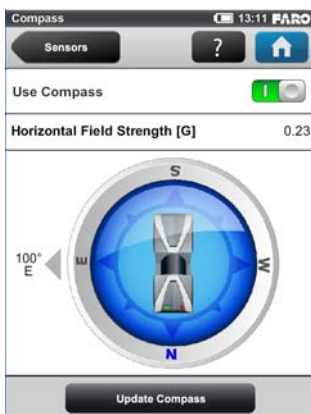 Compass 13:11 FARO
Sensors ?
Use Compass I
Horizontal Field Strength [G] 0.23
S
100°
E
E W
N
Update Compass